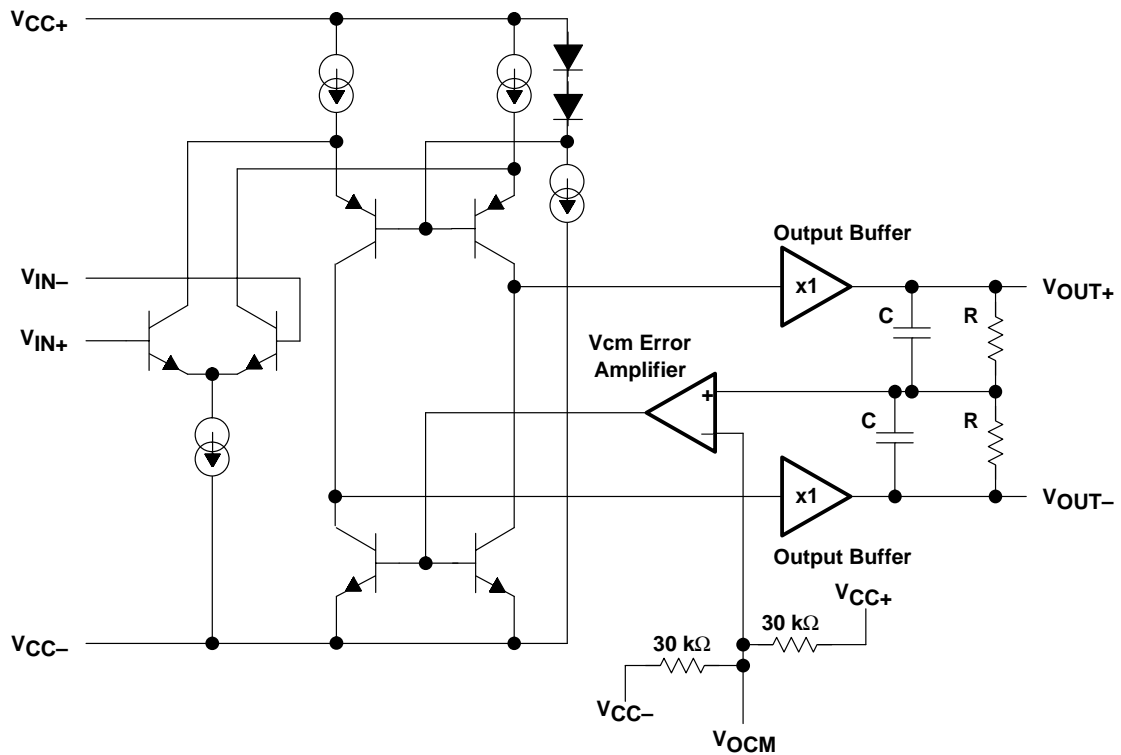 VCC+
VIN–
VIN+
VCC–
Output Buffer
x1
VOUT+
C
R
Vcm Error
Amplifier
+
–
C
R
x1
VOUT–
Output Buffer
VCC+
30 kΩ
30 kΩ
VCC–
VOCM